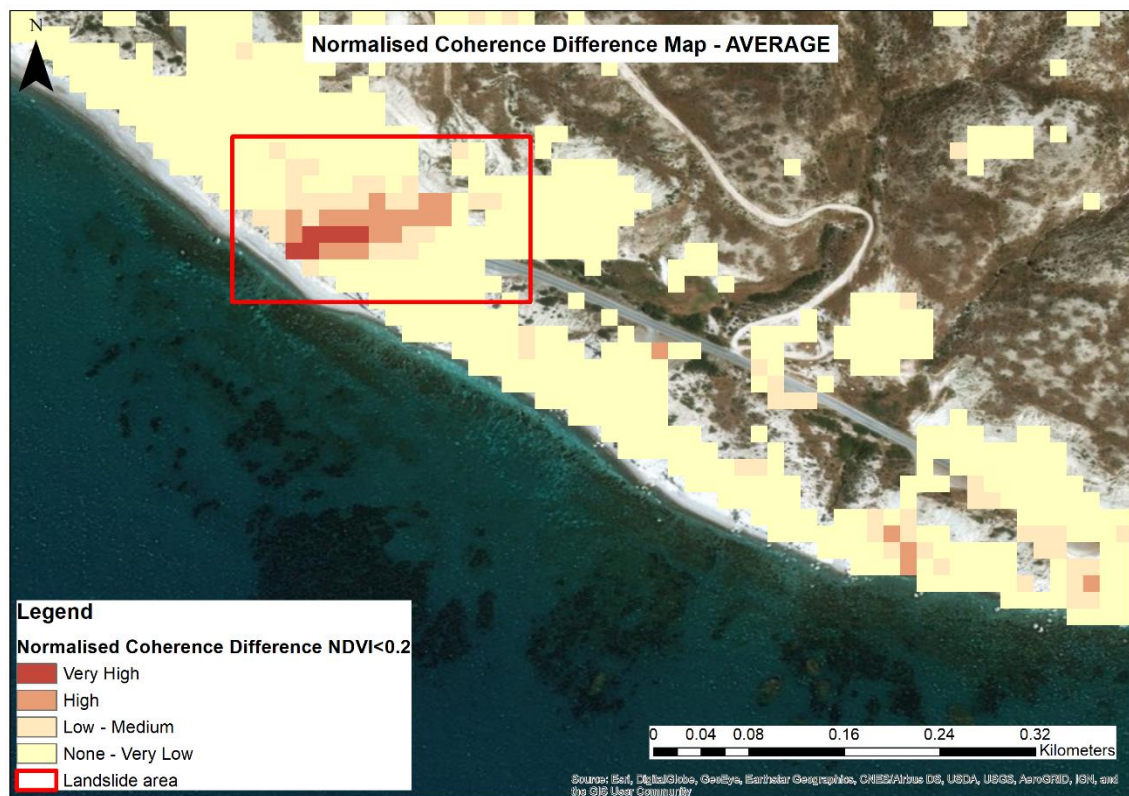 N
Normalised Coherence Difference Map - AVERAGE
Legend
Normalised Coherence Difference NDVI<0.2
Very High
High
Low - Medium
None - Very Low
Landslide area
0 0.04 0.08 0.16 0.24 0.32
Kilometers
Source: Esri, DigitalGlobe, GeoEye, Earthstar Geographics, CNES/Airbus DS, USDA, USGS, AeroGRID, IGN, and
the GIS User Community